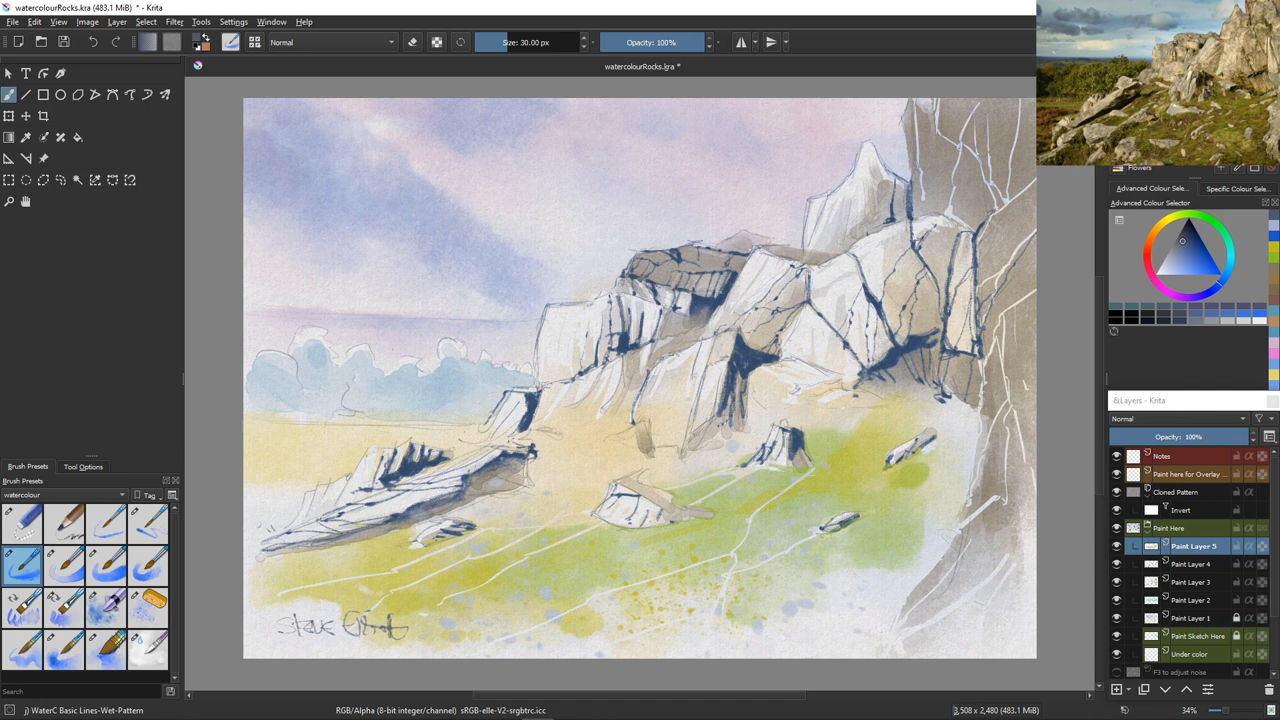 watercolourRocks.kra (483.1 MiB) * - Krita
File Edit View Image Layer Select Filter Tools Settings Window Help
Normal
Size: 30.00 px
Opacity: 100%
watercolourRocks.kra *
Flowers
Advanced Colour Sele...
Specific Colour Sele...
Advanced Colour Selector
&Layers - Krita
Normal
Opacity: 100%
Notes
Paint here for Overlay ...
Cloned Pattern
Invert
Paint Here
Paint Layer 5
Paint Layer 4
Paint Layer 3
Paint Layer 2
Paint Layer 1
Paint Sketch Here
Under color
F3 to adjust noise
Brush Presets
Tool Options
Brush Presets
watercolour
Tag
Search
j) WaterC Basic Lines-Wet-Pattern
RGB/Alpha (8-bit integer/channel) sRGB-elle-V2-srgbtrc.icc
3,508 x 2,480 (483.1 MiB)
34%